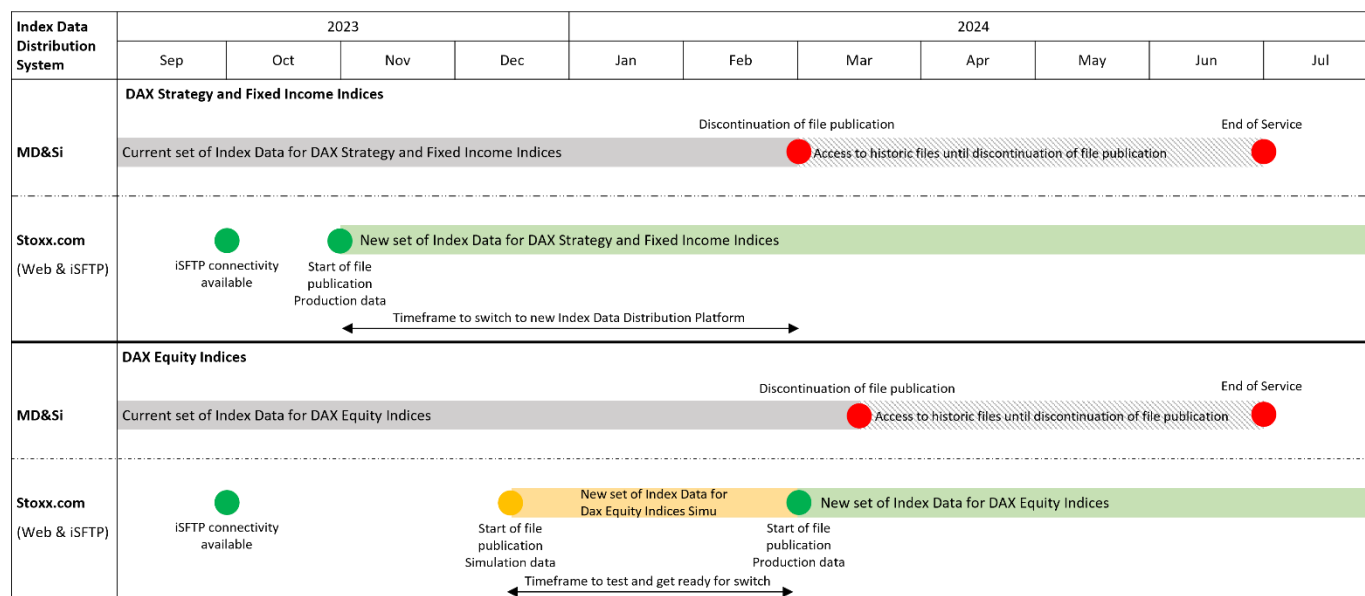 Index Data
Distribution
System
2023
2024
Sep
Oct
Nov
Dec
Jan
Feb
Mar
Apr
May
Jun
Jul
DAX Strategy and Fixed Income Indices
Discontinuation of file publication
End of Service
MD&Si
Current set of Index Data for DAX Strategy and Fixed Income Indices
Access to historic files until discontinuation of file publication
Stoxx.com
(Web & iSFTP)
New set of Index Data for DAX Strategy and Fixed Income Indices
iSFTP connectivity
available
Start of file
publication
Production data
Timeframe to switch to new Index Data Distribution Platform
DAX Equity Indices
Discontinuation of file publication
End of Service
MD&Si
Current set of Index Data for DAX Equity Indices
Access to historic files until discontinuation of file publication
Stoxx.com
(Web & iSFTP)
New set of Index Data for
Dax Equity Indices Simu
New set of Index Data for DAX Equity Indices
iSFTP connectivity
available
Start of file
publication
Simulation data
Start of file
publication
Production data
Timeframe to test and get ready for switch